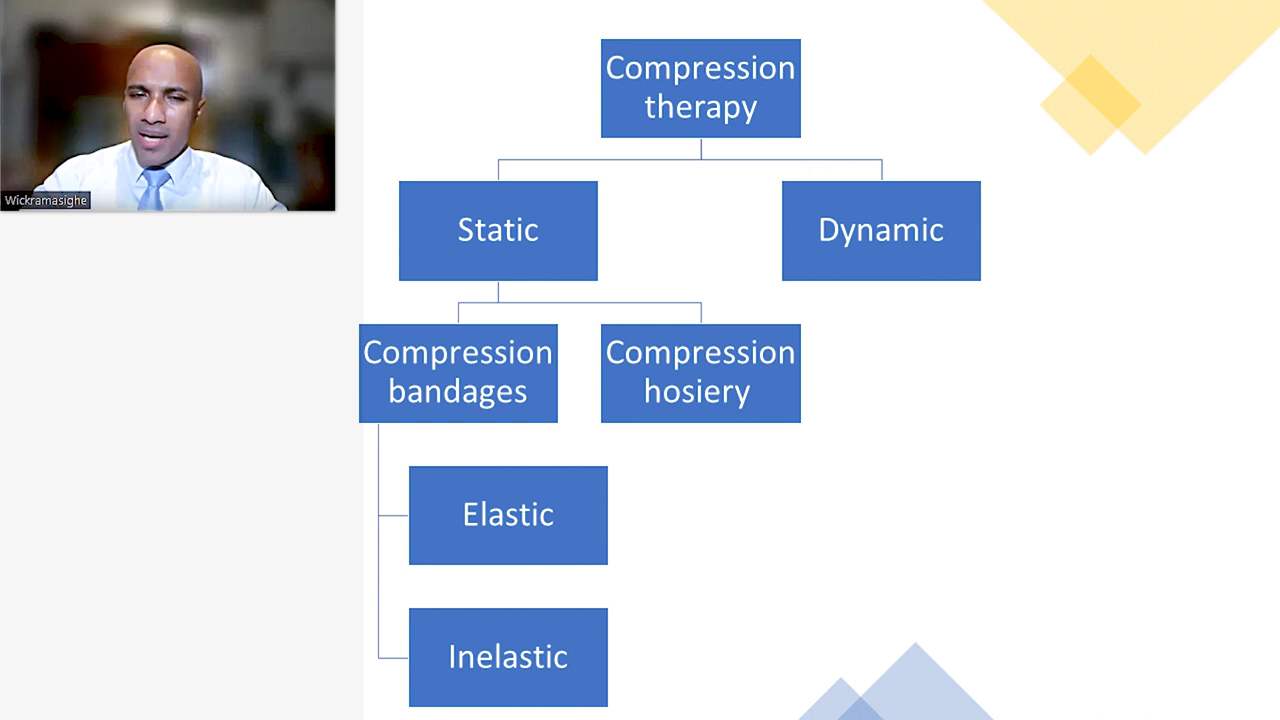 Wickramasighe
Compression
therapy
Static
Dynamic
Compression
bandages
Compression
hosiery
Elastic
Inelastic